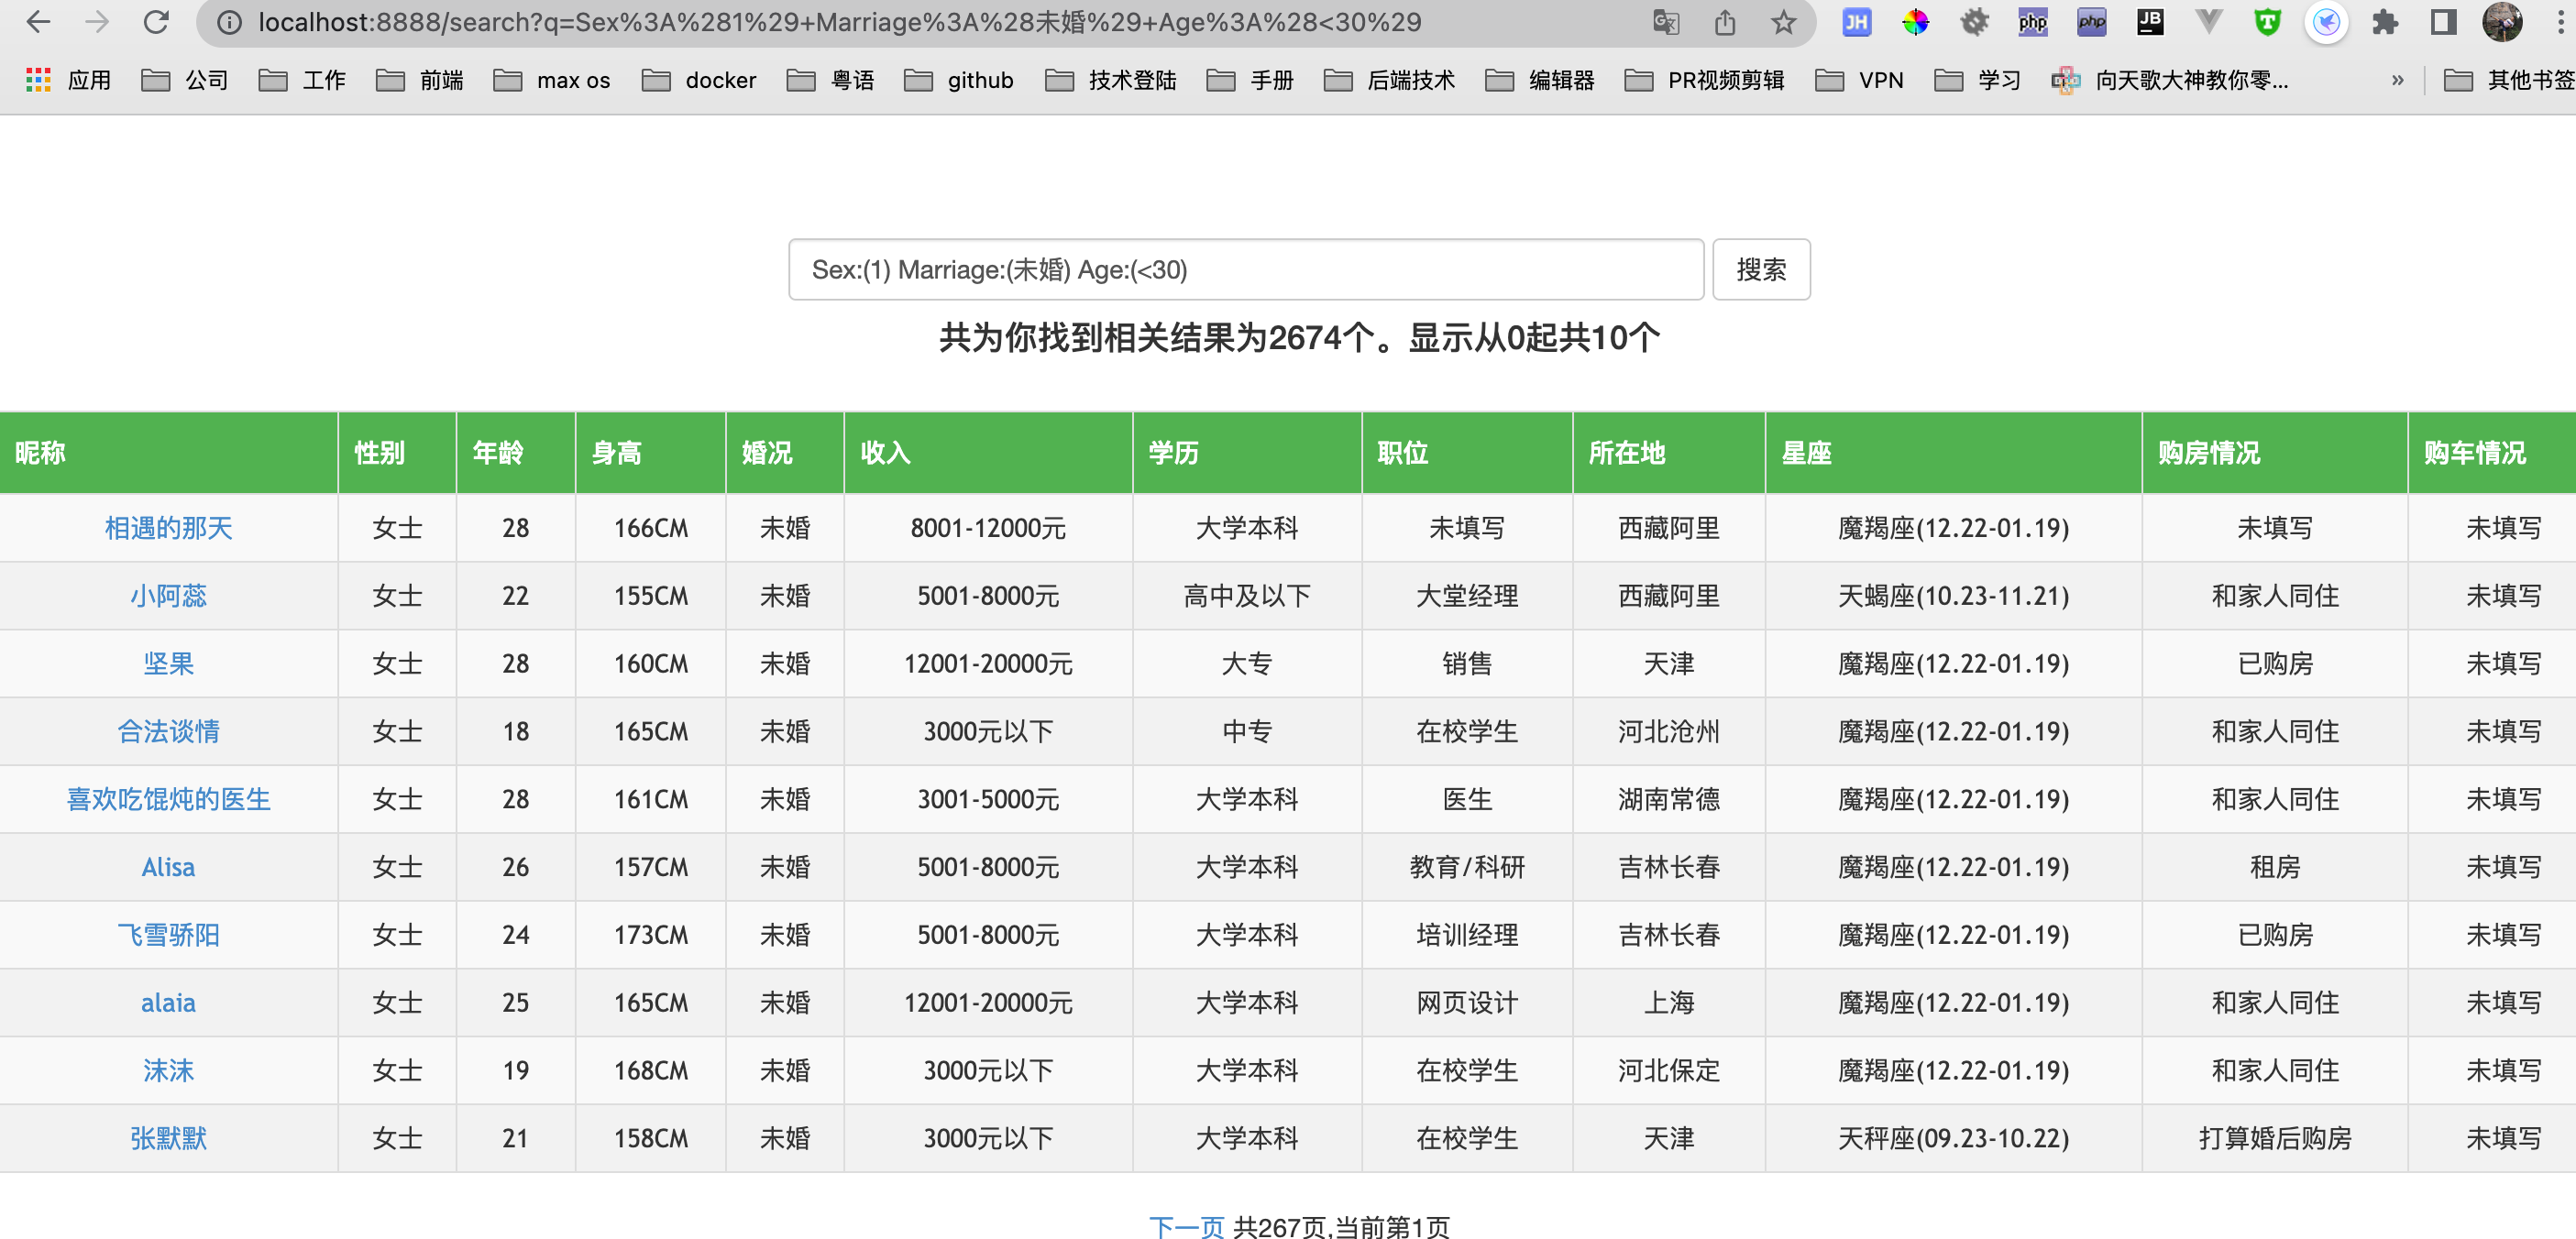 localhost:8888/search?q=Sex%3A%281%29+Marriage%3A%28未婚%29+Age%3A%28<30%29
JH php php JB T
应用 公司 工作 前端 max os docker 粤语 github 技术登陆 手册 后端技术 编辑器 PR视频剪辑 VPN 学习 向天歌大神教你零... » 其他书签
Sex:(1) Marriage:(未婚) Age:(<30) 搜索
共为你找到相关结果为2674个。显示从0起共10个
昵称 性别 年龄 身高 婚况 收入 学历 职位 所在地 星座 购房情况 购车情况
相遇的那天 女士 28 166CM 未婚 8001-12000元 大学本科 未填写 西藏阿里 魔羯座(12.22-01.19) 未填写 未填写
小阿蕊 女士 22 155CM 未婚 5001-8000元 高中及以下 大堂经理 西藏阿里 天蝎座(10.23-11.21) 和家人同住 未填写
坚果 女士 28 160CM 未婚 12001-20000元 大专 销售 天津 魔羯座(12.22-01.19) 已购房 未填写
合法谈情 女士 18 165CM 未婚 3000元以下 中专 在校学生 河北沧州 魔羯座(12.22-01.19) 和家人同住 未填写
喜欢吃馄炖的医生 女士 28 161CM 未婚 3001-5000元 大学本科 医生 湖南常德 魔羯座(12.22-01.19) 和家人同住 未填写
Alisa 女士 26 157CM 未婚 5001-8000元 大学本科 教育/科研 吉林长春 魔羯座(12.22-01.19) 租房 未填写
飞雪骄阳 女士 24 173CM 未婚 5001-8000元 大学本科 培训经理 吉林长春 魔羯座(12.22-01.19) 已购房 未填写
alaia 女士 25 165CM 未婚 12001-20000元 大学本科 网页设计 上海 魔羯座(12.22-01.19) 和家人同住 未填写
沫沫 女士 19 168CM 未婚 3000元以下 大学本科 在校学生 河北保定 魔羯座(12.22-01.19) 和家人同住 未填写
张默默 女士 21 158CM 未婚 3000元以下 大学本科 在校学生 天津 天秤座(09.23-10.22) 打算婚后购房 未填写
下一页 共267页,当前第1页